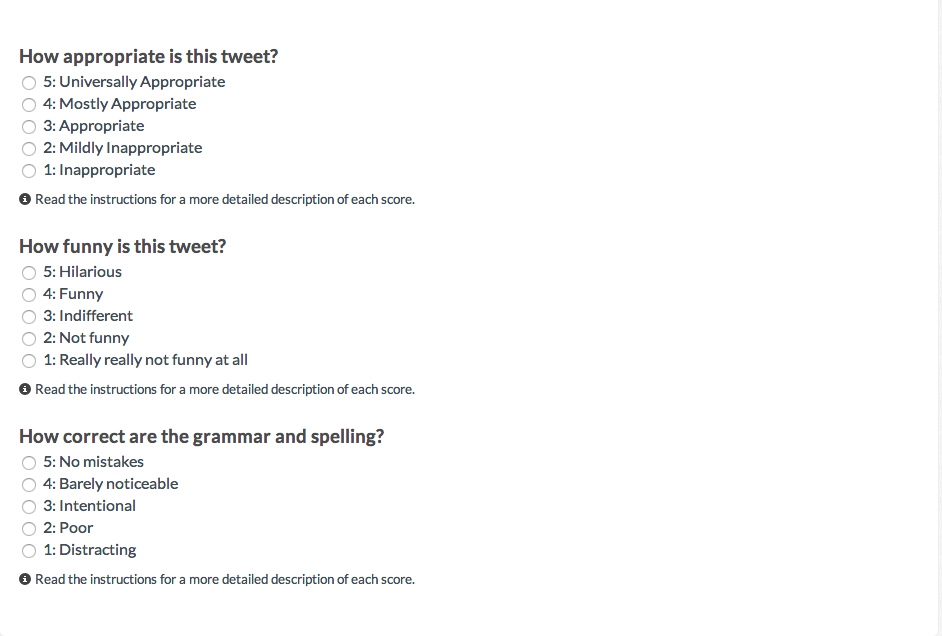 How appropriate is this tweet?
5: Universally Appropriate
4: Mostly Appropriate
3: Appropriate
2: Mildly Inappropriate
1: Inappropriate
Read the instructions for a more detailed description of each score.
How funny is this tweet?
5: Hilarious
4: Funny
3: Indifferent
2: Not funny
1: Really really not funny at all
Read the instructions for a more detailed description of each score.
How correct are the grammar and spelling?
5: No mistakes
4: Barely noticeable
3: Intentional
2: Poor
1: Distracting
Read the instructions for a more detailed description of each score.